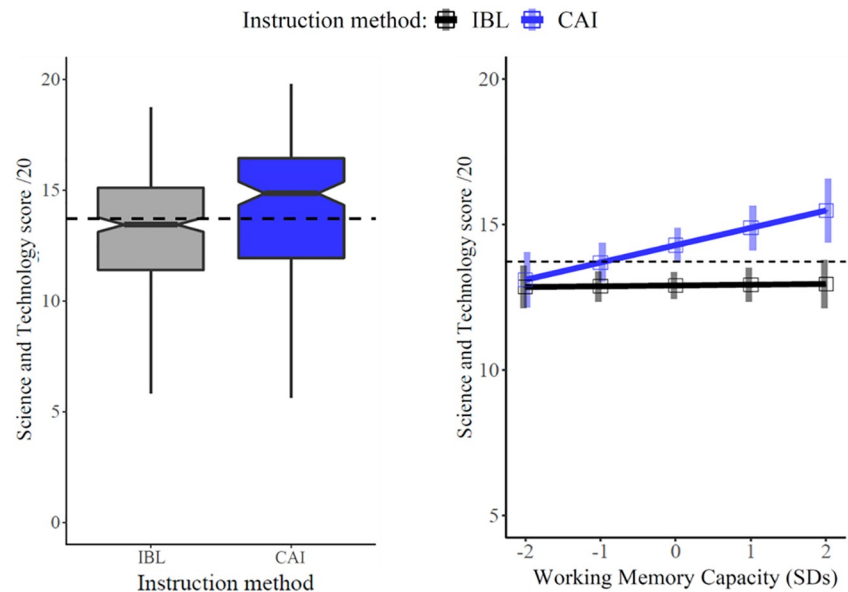 Instruction method: IBL CAI
Science and Technology score /20
20
15
10
5
0
IBL CAI
Instruction method
Science and Technology score /20
20
15
10
5
-2 -1 0 1 2
Working Memory Capacity (SDs)